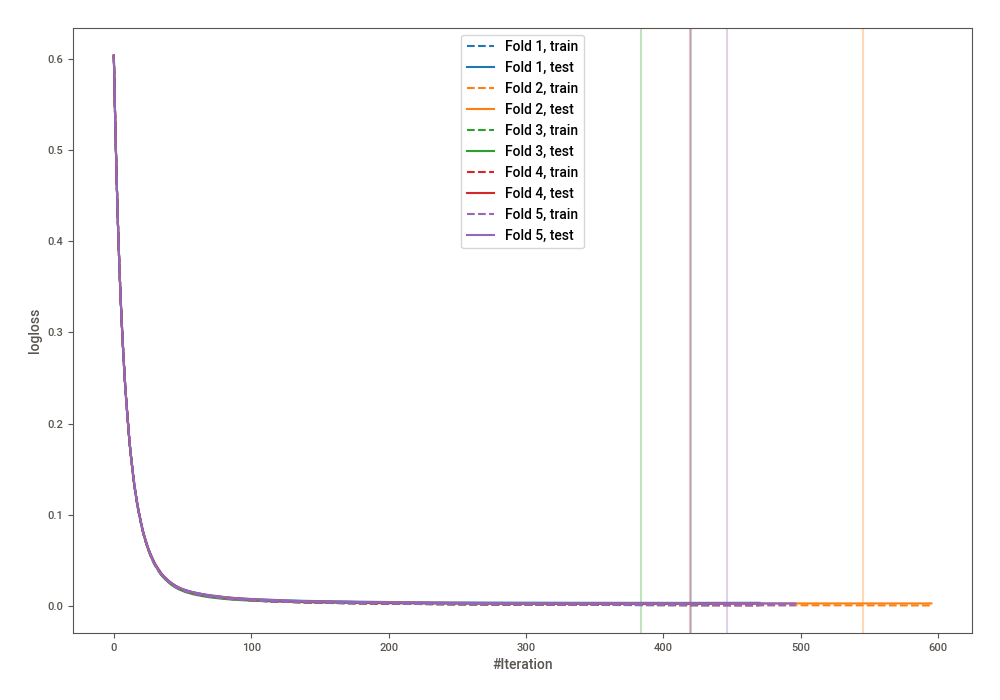 Fold 1, train
Fold 1, test
Fold 2, train
Fold 2, test
Fold 3, train
Fold 3, test
Fold 4, train
Fold 4, test
Fold 5, train
Fold 5, test
0.6
0.5
0.4
0.3
0.2
0.1
0.0
logloss
0 100 200 300 400 500 600
#Iteration